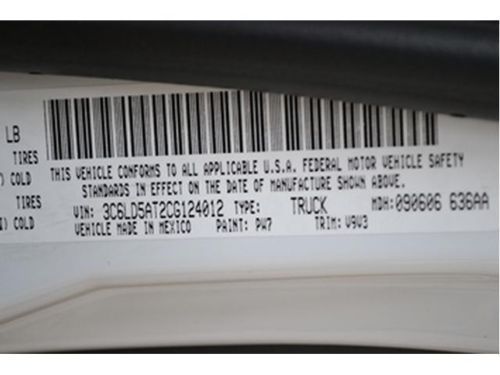 LB
TIRES
) COLD
TIRES
I) COLD
THIS VEHICLE CONFORMS TO ALL APPLICABLE U.S.A. FEDERAL MOTOR VEHICLE SAFETY
STANDARDS IN EFFECT ON THE DATE OF MANUFACTURE SHOWN ABOVE.
VIN: 3C6LD5AT2CG124012 TYPE: TRUCK MDH: 090606 636AA
VEHICLE MADE IN MEXICO PAINT: PW7 TRIM: V9V3